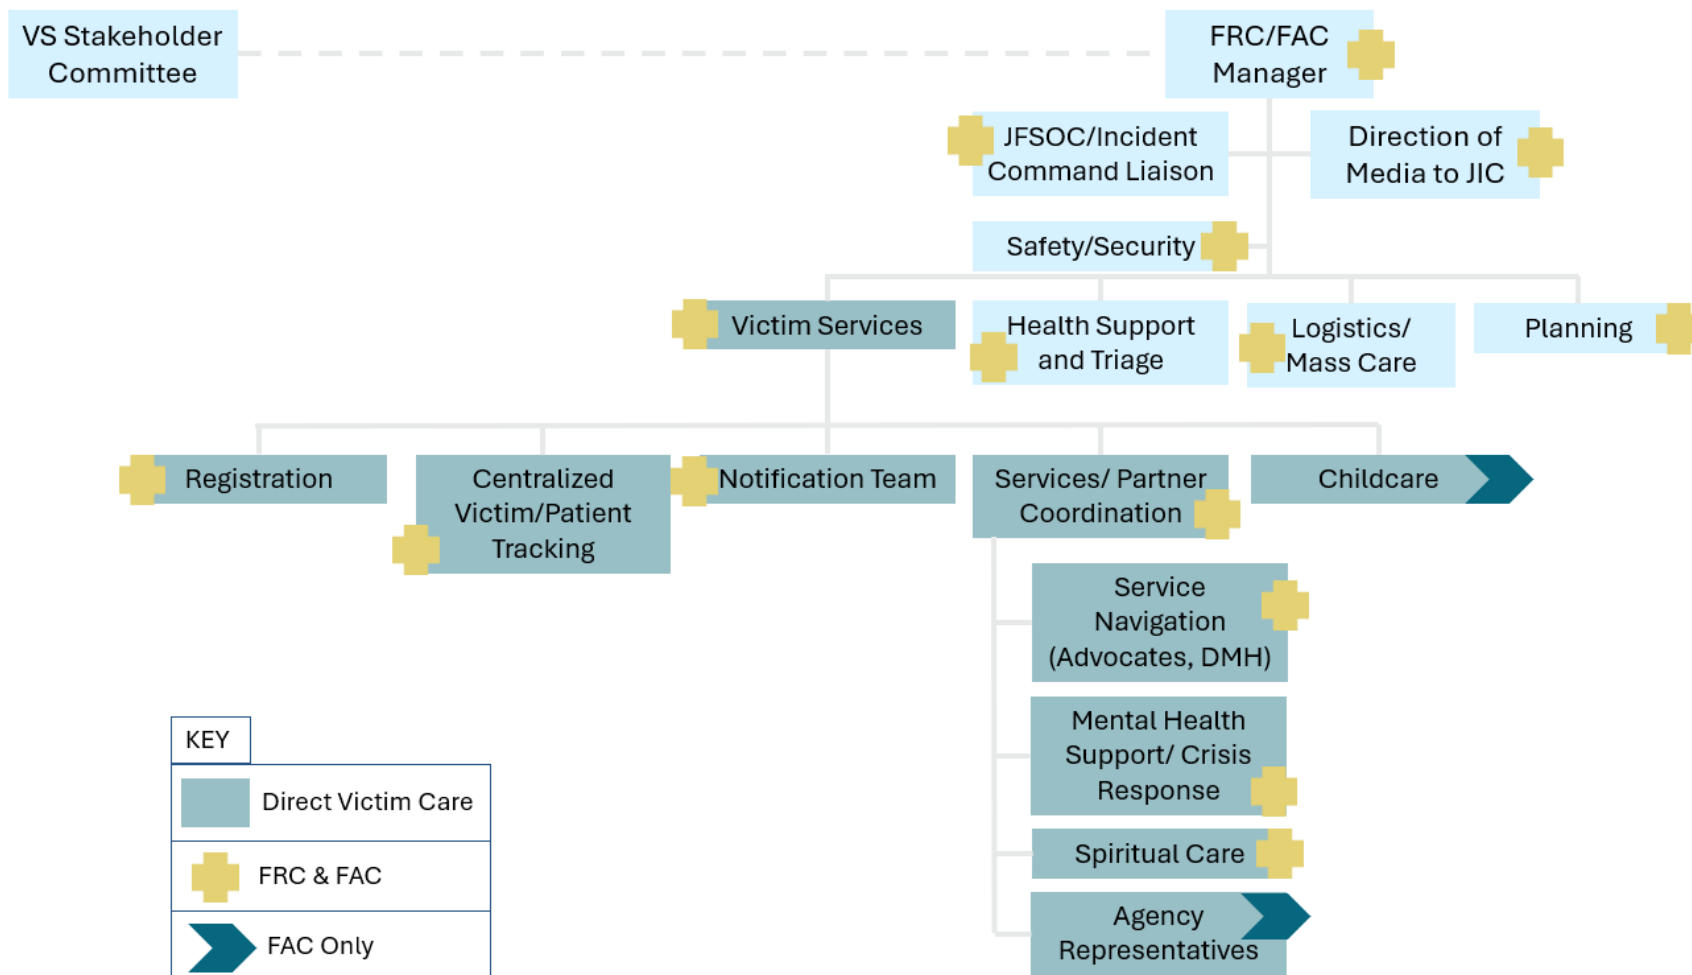 VS Stakeholder
Committee
FRC/FAC
Manager
JFSOC/Incident
Command Liaison
Direction of
Media to JIC
Safety/Security
Victim Services
Health Support
and Triage
Logistics/
Mass Care
Planning
Registration
Centralized
Victim/Patient
Tracking
Notification Team
Services/ Partner
Coordination
Childcare
Service
Navigation
(Advocates, DMH)
Mental Health
Support/ Crisis
Response
Spiritual Care
Agency
Representatives
KEY
Direct Victim Care
FRC & FAC
FAC Only